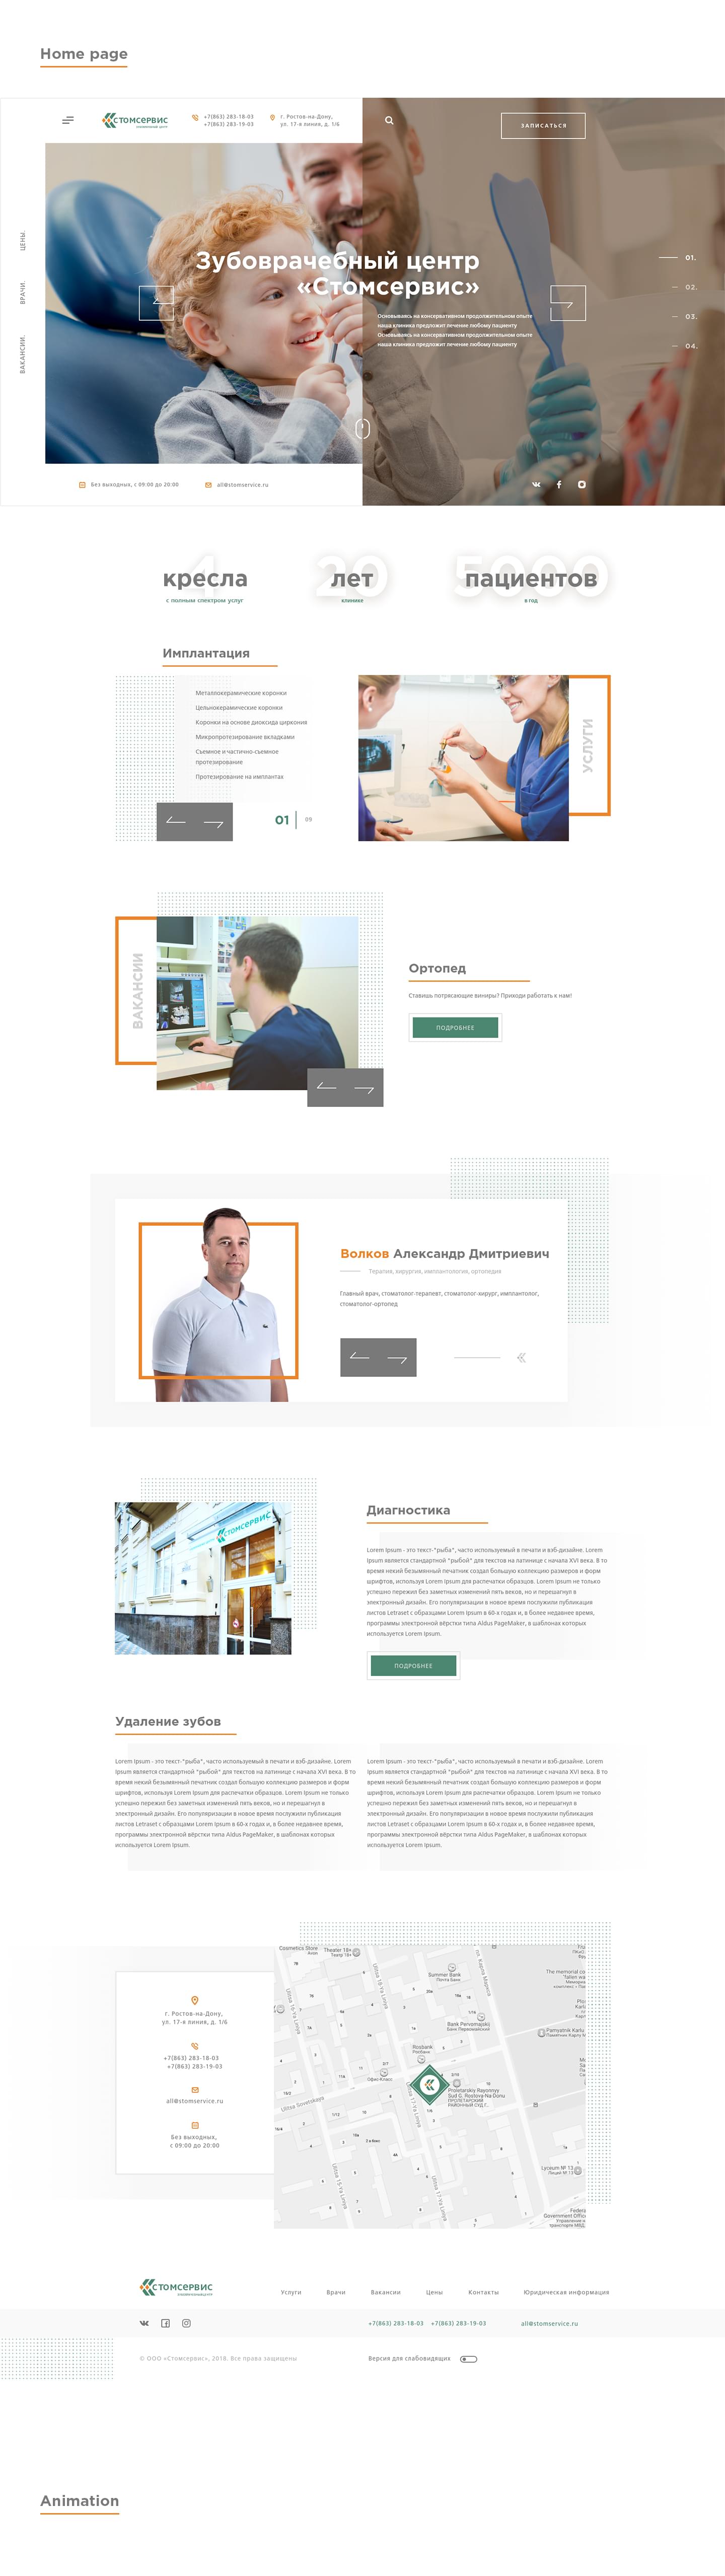 Home page
СТОМСЕРВИС
+7(863) 283-18-03
+7(863) 283-19-03
г. Ростов-на-Дону,
ул. 17-я линия, д. 1/6
ЗАПИСАТЬСЯ
ЦЕНЫ.
ВРАЧИ.
ВАКАНСИИ.
Зубоврачебный центр
«Стомсервис»
Основываясь на консервативном продолжительном опыте
наша клиника предложит лечение любому пациенту
Основываясь на консервативном продолжительном опыте
наша клиника предложит лечение любому пациенту
01.
02.
03.
04.
Без выходных, с 09:00 до 20:00
all@stomservice.ru
4
кресла
с полным спектром услуг
20
лет
клинике
5000
пациентов
в год
Имплантация
Металлокерамические коронки
Цельнокерамические коронки
Коронки на основе диоксида циркония
Микропротезирование вкладками
Съемное и частично-съемное
протезирование
Протезирование на имплантах
01
09
УСЛУГИ
ВАКАНСИИ
Ортопед
Ставишь потрясающие виниры? Приходи работать к нам!
ПОДРОБНЕЕ
Волков Александр Дмитриевич
Терапия, хирургия, имплантология, ортопедия
Главный врач, стоматолог-терапевт, стоматолог-хирург, имплантолог,
стоматолог-ортопед
СТОМСЕРВИС
Диагностика
Lorem Ipsum - это текст-"рыба", часто используемый в печати и вэб-дизайне. Lorem
Ipsum является стандартной "рыбой" для текстов на латинице с начала XVI века. В то
время некий безымянный печатник создал большую коллекцию размеров и форм
шрифтов, используя Lorem Ipsum для распечатки образцов. Lorem Ipsum не только
успешно пережил без заметных изменений пять веков, но и перешагнул в
электронный дизайн. Его популяризации в новое время послужили публикация
листов Letraset с образцами Lorem Ipsum в 60-х годах и, в более недавнее время,
программы электронной вёрстки типа Aldus PageMaker, в шаблонах которых
используется Lorem Ipsum.
ПОДРОБНЕЕ
Удаление зубов
Lorem Ipsum - это текст-"рыба", часто используемый в печати и вэб-дизайне. Lorem
Ipsum является стандартной "рыбой" для текстов на латинице с начала XVI века. В то
время некий безымянный печатник создал большую коллекцию размеров и форм
шрифтов, используя Lorem Ipsum для распечатки образцов. Lorem Ipsum не только
успешно пережил без заметных изменений пять веков, но и перешагнул в
электронный дизайн. Его популяризации в новое время послужили публикация
листов Letraset с образцами Lorem Ipsum в 60-х годах и, в более недавнее время,
программы электронной вёрстки типа Aldus PageMaker, в шаблонах которых
используется Lorem Ipsum.
Lorem Ipsum - это текст-"рыба", часто используемый в печати и вэб-дизайне. Lorem
Ipsum является стандартной "рыбой" для текстов на латинице с начала XVI века. В то
время некий безымянный печатник создал большую коллекцию размеров и форм
шрифтов, используя Lorem Ipsum для распечатки образцов. Lorem Ipsum не только
успешно пережил без заметных изменений пять веков, но и перешагнул в
электронный дизайн. Его популяризации в новое время послужили публикация
листов Letraset с образцами Lorem Ipsum в 60-х годах и, в более недавнее время,
программы электронной вёрстки типа Aldus PageMaker, в шаблонах которых
используется Lorem Ipsum.
г. Ростов-на-Дону,
ул. 17-я линия, д. 1/6
+7(863) 283-18-03
+7(863) 283-19-03
all@stomservice.ru
Без выходных,
с 09:00 до 20:00
Cosmetics Store
Theater 18+
Театр 18+
Summer Bank
Почта Банк
The memorial
Bank Pervomajskij
Банк Первомайский
Pamyatnik Karlu
Rosbank
Росбанк
Офис-Класс
Proletarskiy Rayonnyy
Sud G. Rostova-Na-Donu
ПРОЛЕТАРСКИЙ
РАЙОННЫЙ СУД Г.
Ulitsa Sovetskaya
Ulitsa 17-ya Liniya
Lyceum № 13
Лицей № 13
Government Office
СТОМСЕРВИС
Услуги
Врачи
Вакансии
Цены
Контакты
Юридическая информация
+7(863) 283-18-03
+7(863) 283-19-03
all@stomservice.ru
© ООО «Стомсервис», 2018. Все права защищены
Версия для слабовидящих
Animation